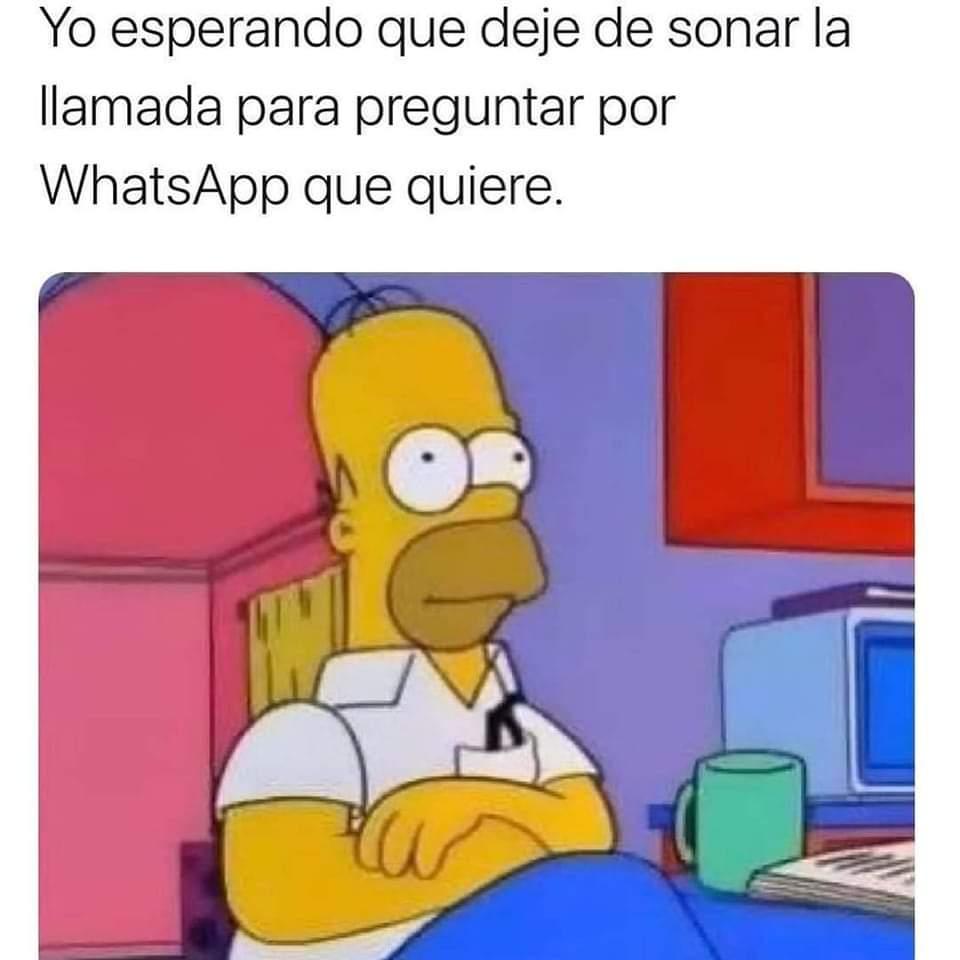 Yo esperando que deje de sonar la
llamada para preguntar por
WhatsApp que quiere.